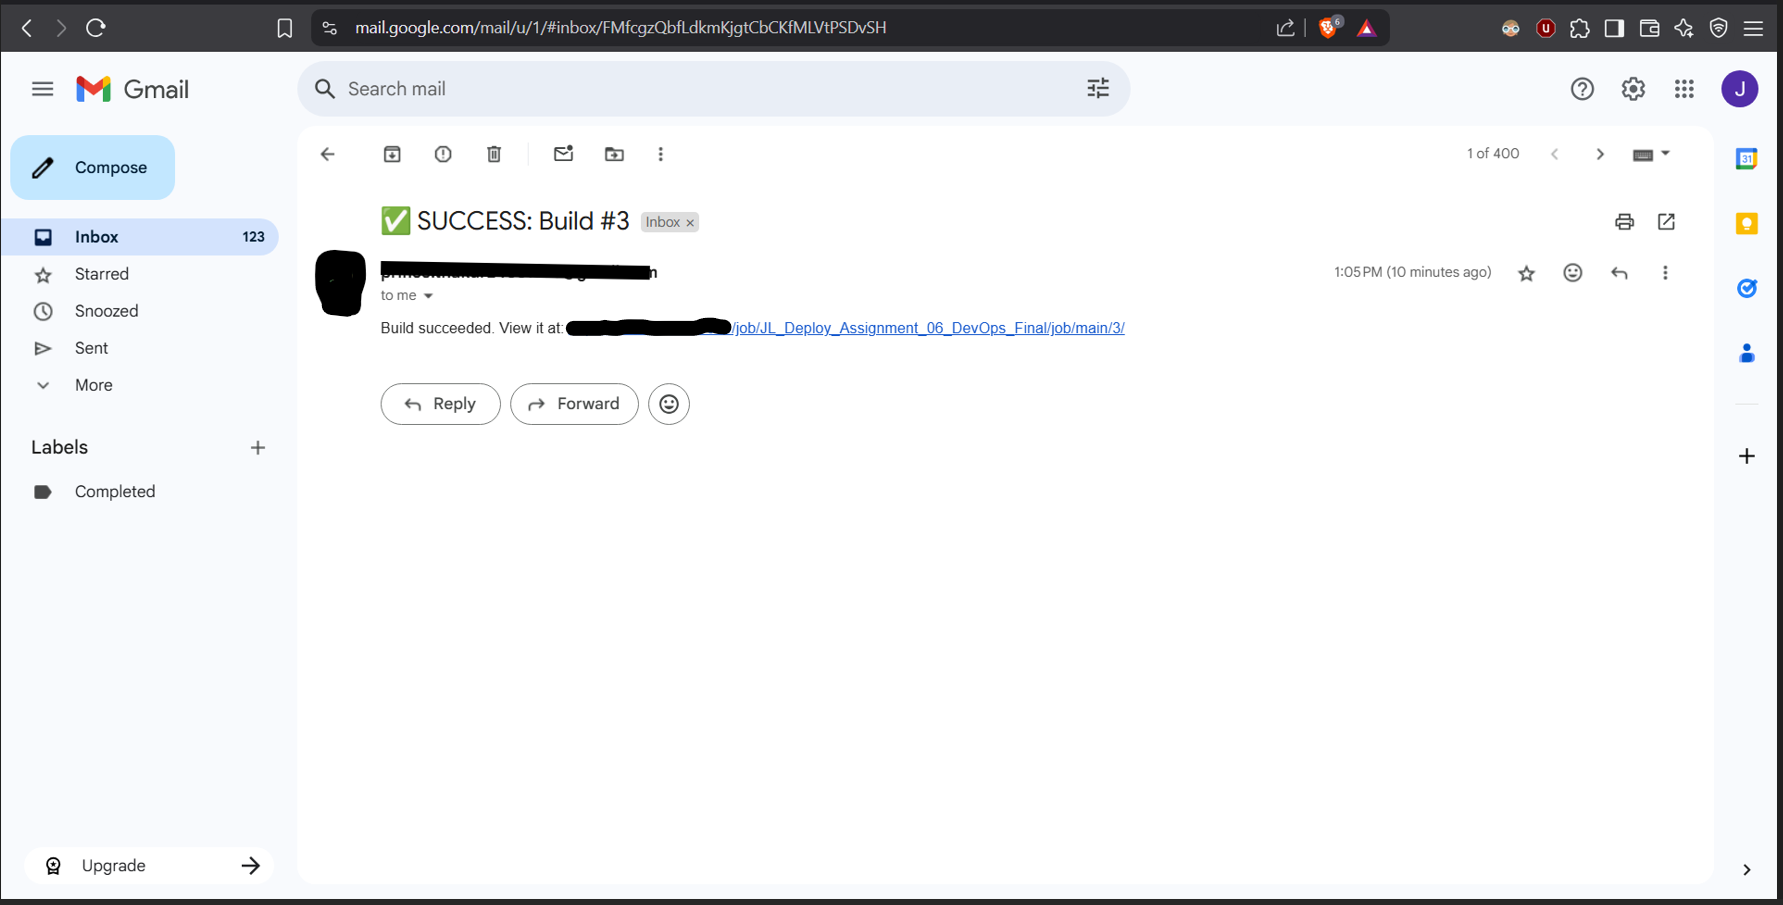 mail.google.com/mail/u/1/#inbox/FMfcgzQbfLdkmKjgtCbCKfMLVtPSDvSH
6
U
Gmail
Search mail
J
Compose
1 of 400
31
Inbox 123
Starred
Snoozed
Sent
More
Labels
Completed
Upgrade
✅ SUCCESS: Build #3 Inbox ×
1:05 PM (10 minutes ago)
to me
Build succeeded. View it at: /job/JL_Deploy_Assignment_06_DevOps_Final/job/main/3/
Reply
Forward